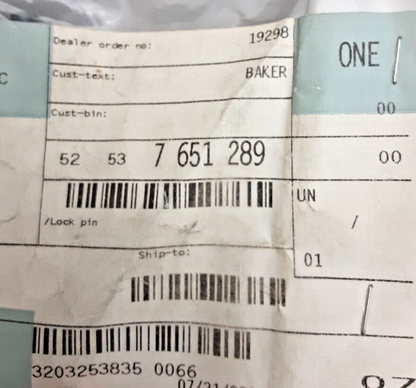 Dealer order no: 19298
ONE
C
Cust-text: BAKER
00
Cust-bin:
52 53 7 651 289
00
UN
/Lock pin
/
Ship-to:
01
3203253835 0066